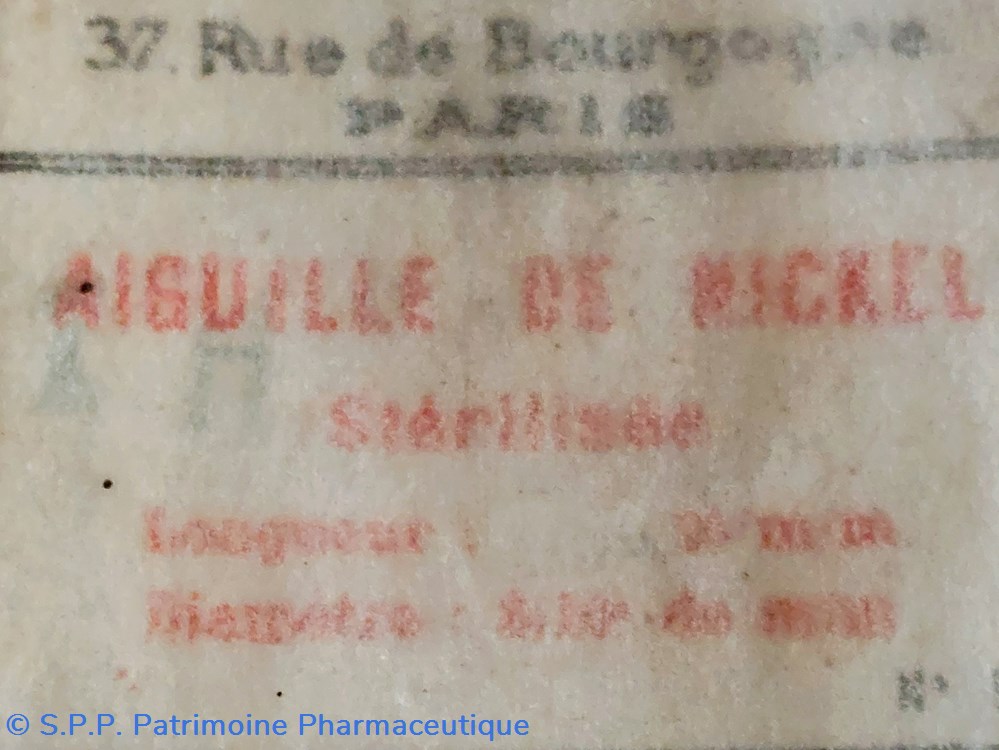 37. Rue de Bourgogne.
PARIS
AIGUILLE DE NICKEL
Stérilisée
Longueur : mm
Diamètre : de mm
N°
© S.P.P. Patrimoine Pharmaceutique